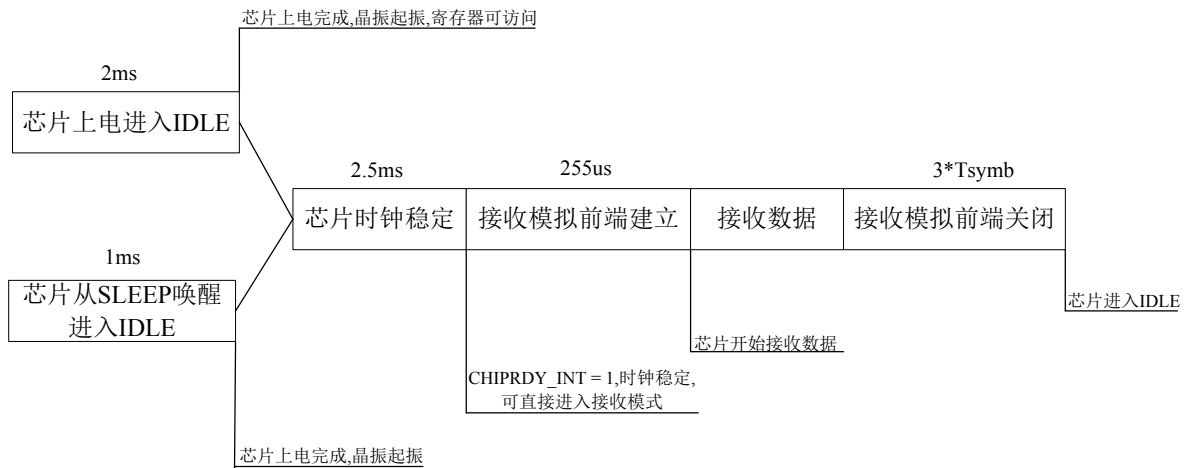 芯片上电完成,晶振起振,寄存器可访问
2ms
芯片上电进入IDLE
2.5ms
255us
3*Tsymb
芯片时钟稳定
接收模拟前端建立
接收数据
接收模拟前端关闭
1ms
芯片从SLEEP唤醒
进入IDLE
芯片进入IDLE
芯片开始接收数据
CHIPRDY_INT = 1,时钟稳定,
可直接进入接收模式
芯片上电完成,晶振起振